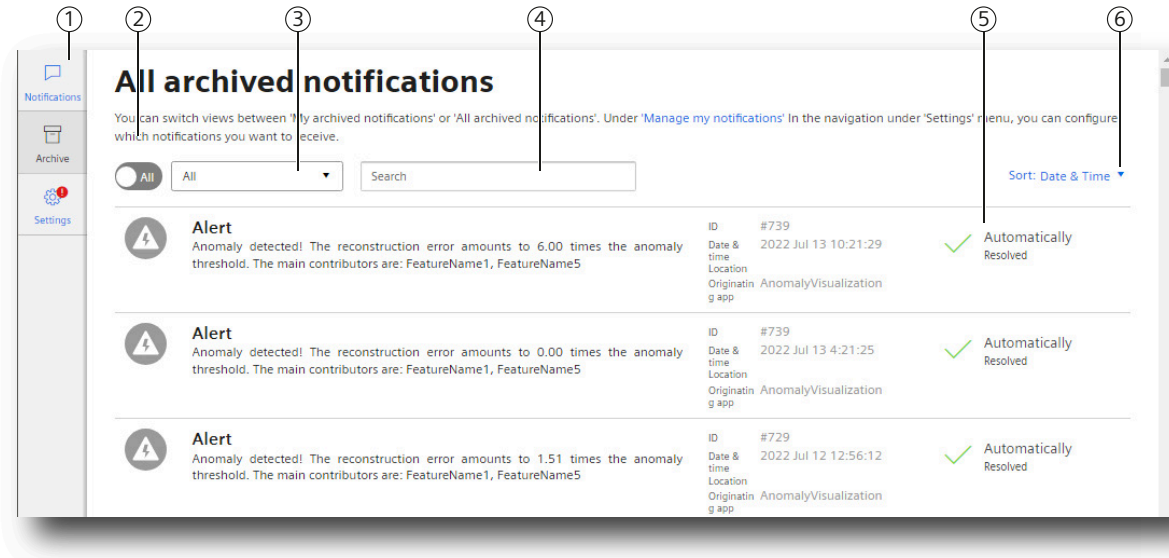 ① ② ③ ④ ⑤ ⑥
Notifications
Archive
Settings
All archived notifications
You can switch views between 'My archived notifications' or 'All archived notifications'. Under 'Manage my notifications' In the navigation under 'Settings' menu, you can configure
which notifications you want to receive.
All
All
Search
Sort: Date & Time
Alert
Anomaly detected! The reconstruction error amounts to 6.00 times the anomaly
threshold. The main contributors are: FeatureName1, FeatureName5
ID #739
Date & 2022 Jul 13 10:21:29
time
Location
Originatin AnomalyVisualization
g app
Automatically
Resolved
Alert
Anomaly detected! The reconstruction error amounts to 0.00 times the anomaly
threshold. The main contributors are: FeatureName1, FeatureName5
ID #739
Date & 2022 Jul 13 4:21:25
time
Location
Originatin AnomalyVisualization
g app
Automatically
Resolved
Alert
Anomaly detected! The reconstruction error amounts to 1.51 times the anomaly
threshold. The main contributors are: FeatureName1, FeatureName5
ID #729
Date & 2022 Jul 12 12:56:12
time
Location
Originatin AnomalyVisualization
g app
Automatically
Resolved